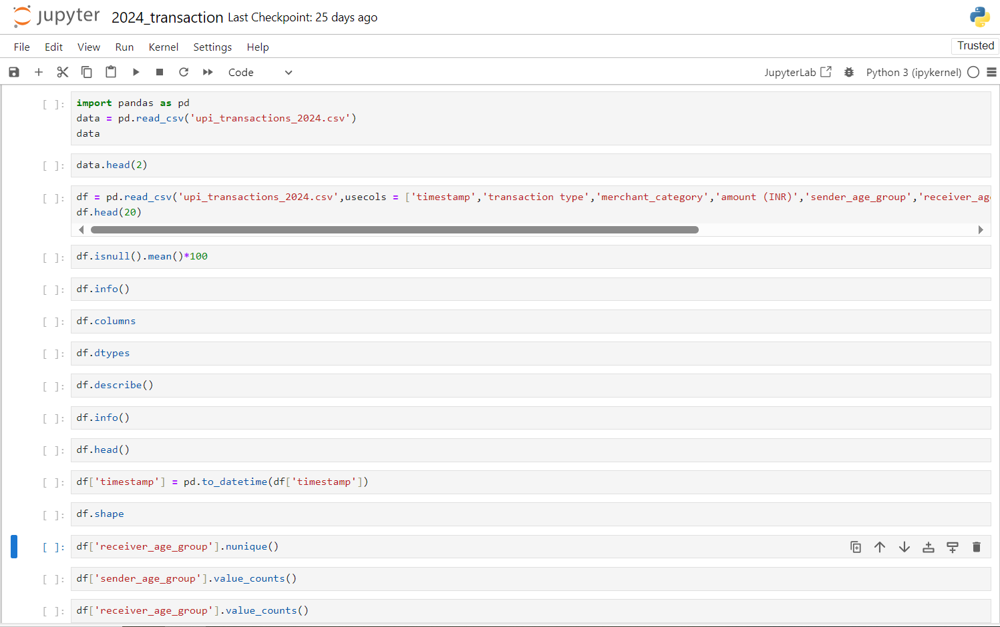 jupyter 2024_transaction Last Checkpoint: 25 days ago
File Edit View Run Kernel Settings Help Trusted
Code JupyterLab Python 3 (ipykernel)
[ ]: import pandas as pd
data = pd.read_csv('upi_transactions_2024.csv')
data
[ ]: data.head(2)
[ ]: df = pd.read_csv('upi_transactions_2024.csv',usecols = ['timestamp','transaction type','merchant_category','amount (INR)','sender_age_group','receiver_ag
df.head(20)
[ ]: df.isnull().mean()*100
[ ]: df.info()
[ ]: df.columns
[ ]: df.dtypes
[ ]: df.describe()
[ ]: df.info()
[ ]: df.head()
[ ]: df['timestamp'] = pd.to_datetime(df['timestamp'])
[ ]: df.shape
[ ]: df['receiver_age_group'].nunique()
[ ]: df['sender_age_group'].value_counts()
[ ]: df['receiver_age_group'].value_counts()